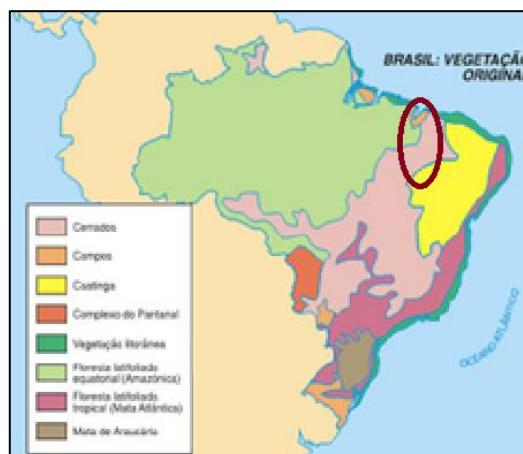 BRASIL: VEGETAÇÃO
ORIGINAL
Cerrados
Campos
Caatinga
Complexo do Pantanal
Vegetação litorânea
Floresta latifoliada
equatorial (Amazônica)
Floresta latifoliada
tropical (Mata Atlântica)
Mata de Araucária
OCEANO ATLÂNTICO